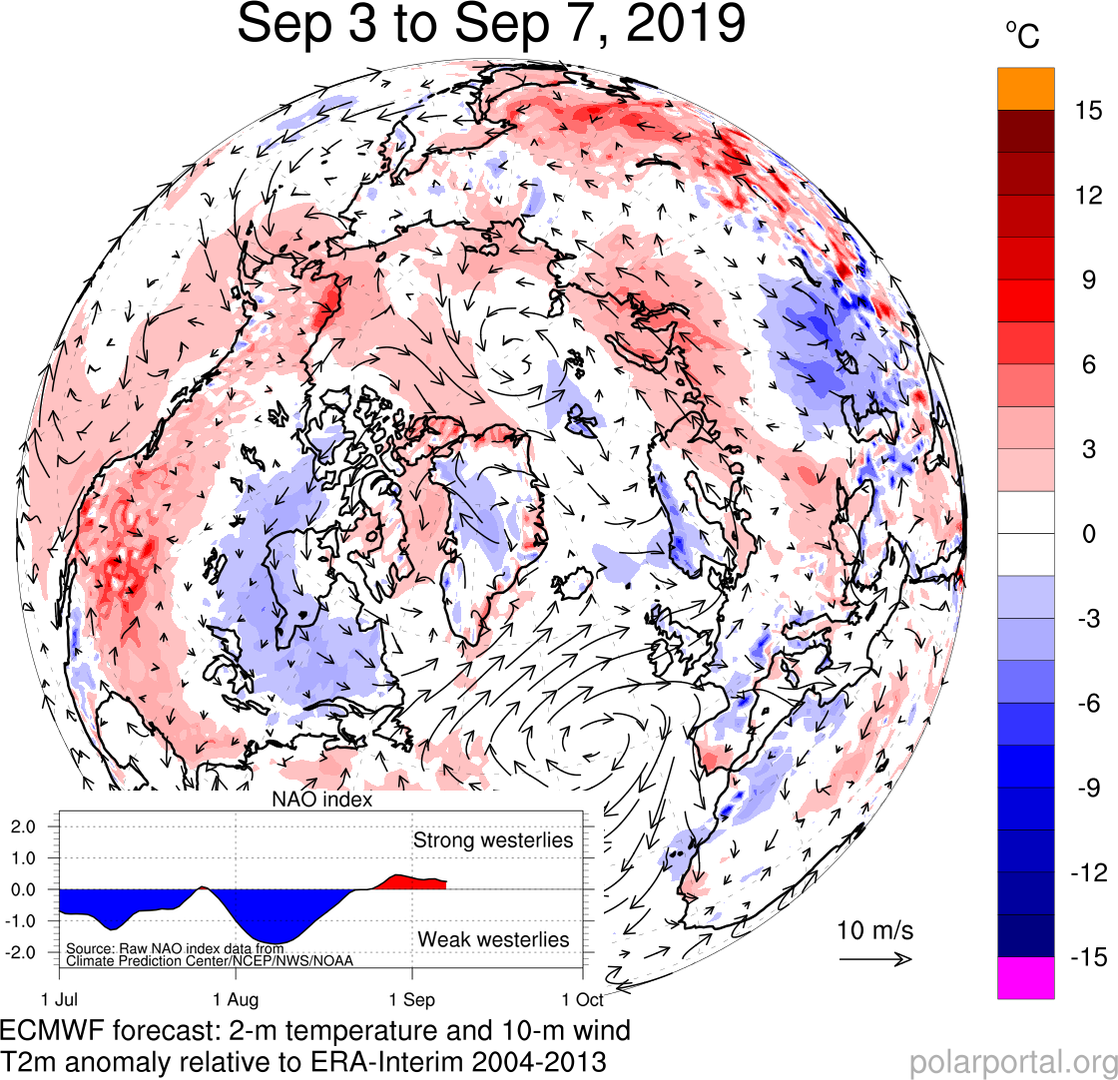 Sep 3 to Sep 7, 2019
°C
15
12
9
6
3
0
-3
-6
-9
-12
-15
10 m/s
NAO index
2.0
1.0
0.0
-1.0
-2.0
Strong westerlies
Weak westerlies
Source: Raw NAO index data from
Climate Prediction Center/NCEP/NWS/NOAA
1 Jul
1 Aug
1 Sep
1 Oct
ECMWF forecast: 2-m temperature and 10-m wind
T2m anomaly relative to ERA-Interim 2004-2013
polarportal.org